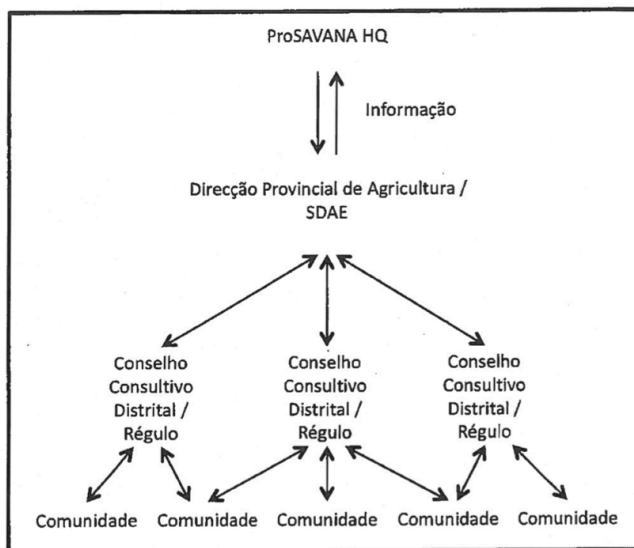 ProSAVANA HQ
Informação
Direcção Provincial de Agricultura /
SDAE
Conselho
Consultivo
Distrital /
Régulo
Conselho
Consultivo
Distrital /
Régulo
Conselho
Consultivo
Distrital /
Régulo
Comunidade
Comunidade
Comunidade
Comunidade
Comunidade